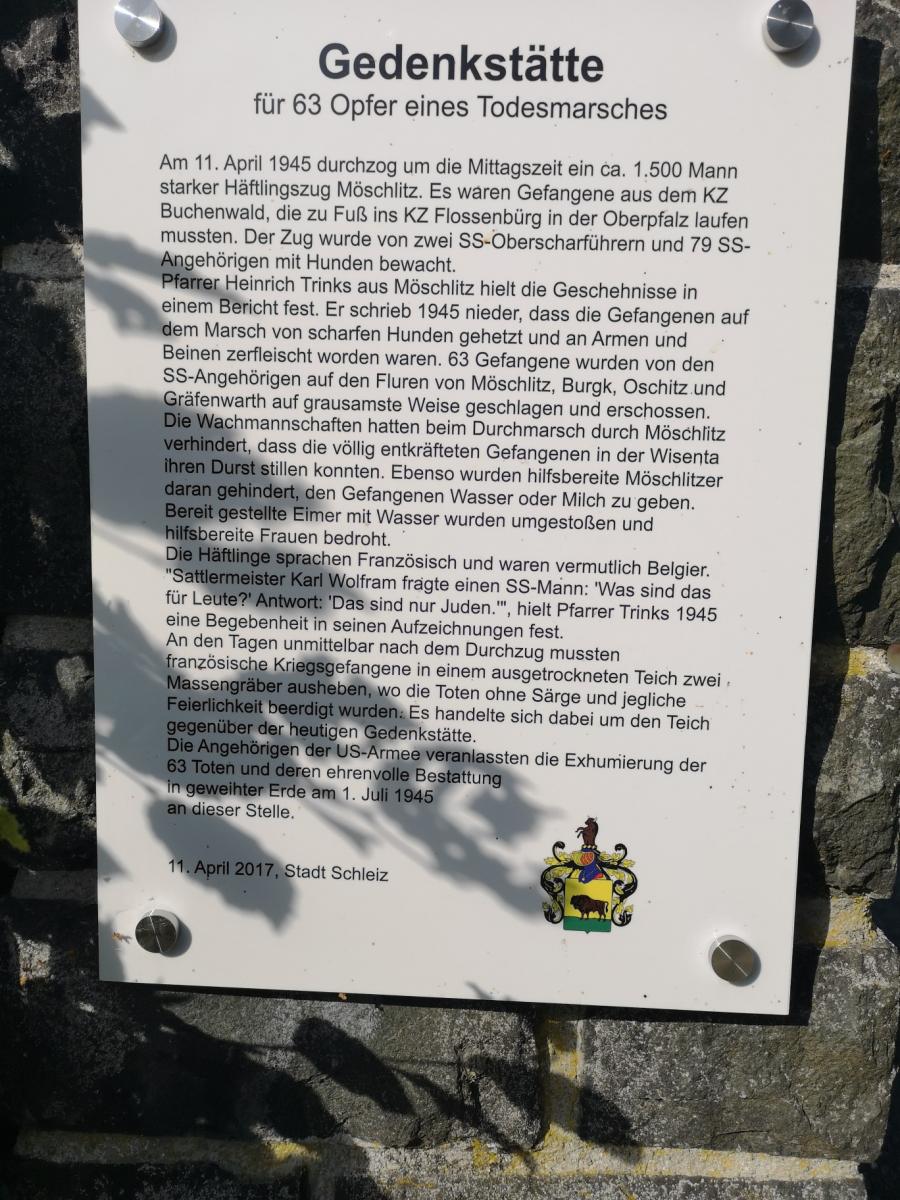 Gedenkstätte
für 63 Opfer eines Todesmarsches
Am 11. April 1945 durchzog um die Mittagszeit ein ca. 1.500 Mann
starker Häftlingszug Möschlitz. Es waren Gefangene aus dem KZ
Buchenwald, die zu Fuß ins KZ Flossenbürg in der Oberpfalz laufen
mussten. Der Zug wurde von zwei SS-Oberscharführern und 79 SS-
Angehörigen mit Hunden bewacht.
Pfarrer Heinrich Trinks aus Möschlitz hielt die Geschehnisse in
einem Bericht fest. Er schrieb 1945 nieder, dass die Gefangenen auf
dem Marsch von scharfen Hunden gehetzt und an Armen und
Beinen zerfleischt worden waren. 63 Gefangene wurden von den
SS-Angehörigen auf den Fluren von Möschlitz, Burgk, Oschitz und
Gräfenwarth auf grausamste Weise geschlagen und erschossen.
Die Wachmannschaften hatten beim Durchmarsch durch Möschlitz
verhindert, dass die völlig entkräfteten Gefangenen in der Wisenta
ihren Durst stillen konnten. Ebenso wurden hilfsbereite Möschlitzer
daran gehindert, den Gefangenen Wasser oder Milch zu geben.
Bereit gestellte Eimer mit Wasser wurden umgestoßen und
hilfsbereite Frauen bedroht.
Die Häftlinge sprachen Französisch und waren vermutlich Belgier.
"Sattlermeister Karl Wolfram fragte einen SS-Mann: 'Was sind das
für Leute?' Antwort: 'Das sind nur Juden.'", hielt Pfarrer Trinks 1945
eine Begebenheit in seinen Aufzeichnungen fest.
An den Tagen unmittelbar nach dem Durchzug mussten
französische Kriegsgefangene in einem ausgetrockneten Teich zwei
Massengräber ausheben, wo die Toten ohne Särge und jegliche
Feierlichkeit beerdigt wurden. Es handelte sich dabei um den Teich
gegenüber der heutigen Gedenkstätte.
Die Angehörigen der US-Armee veranlassten die Exhumierung der
63 Toten und deren ehrenvolle Bestattung
in geweihter Erde am 1. Juli 1945
an dieser Stelle.
11. April 2017, Stadt Schleiz